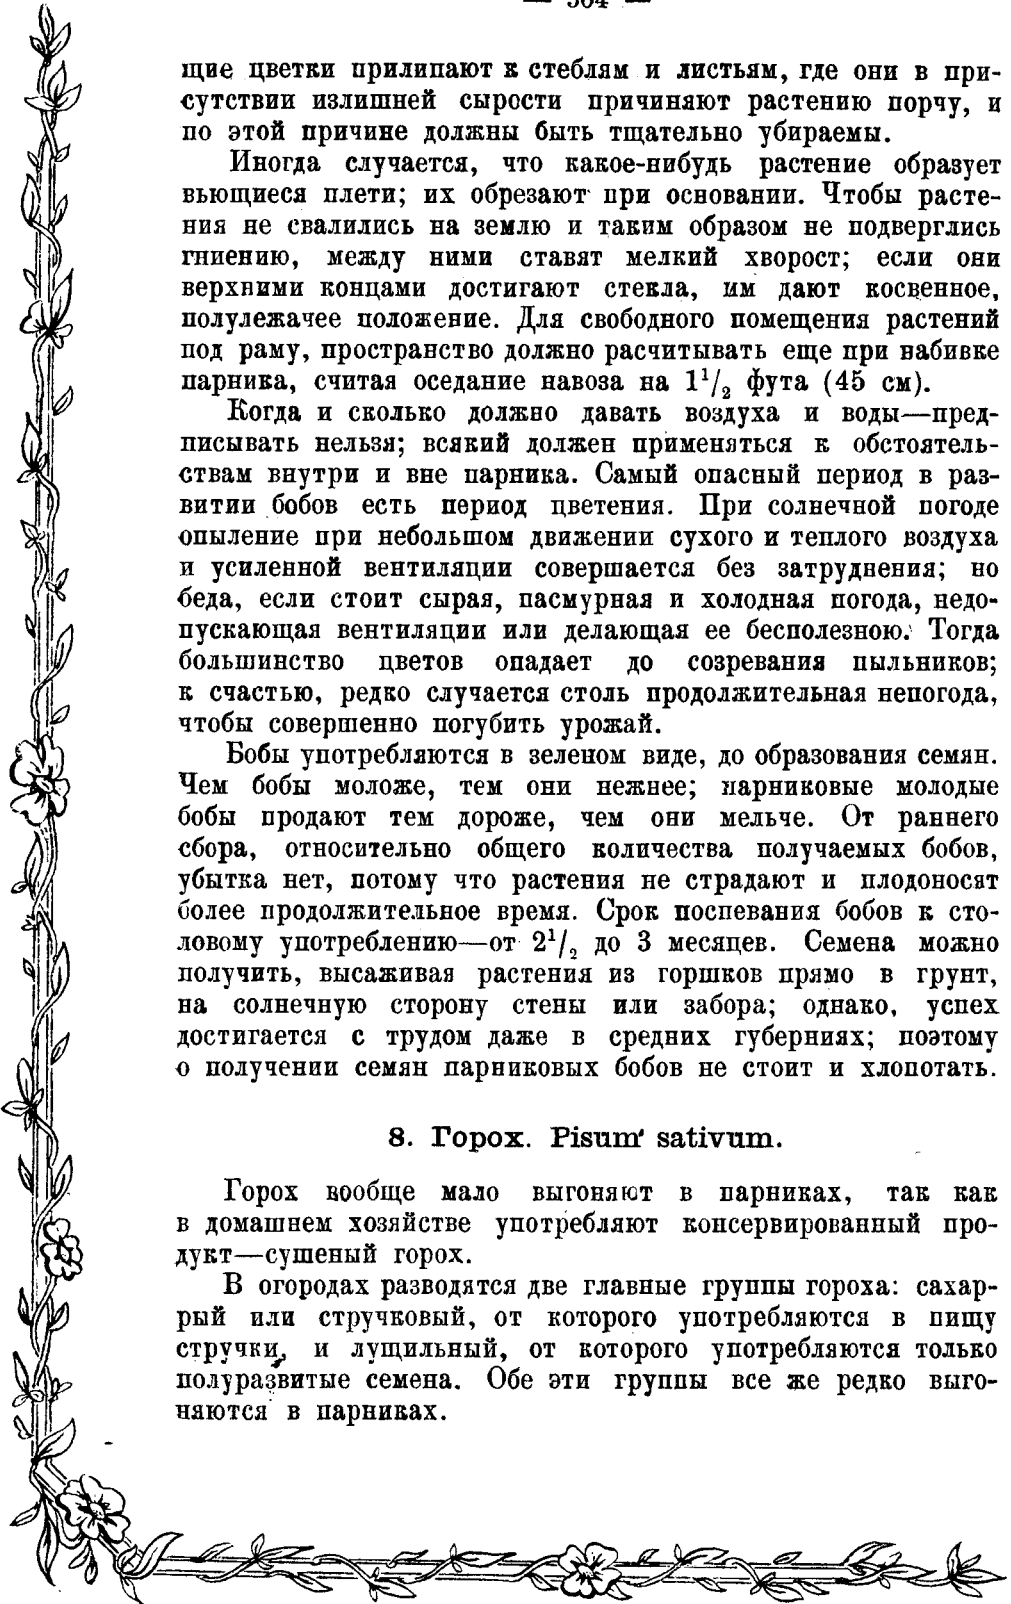 щие цветки прилипают к стеблям и листьям, где они в при-
сутствии излишней сырости причиняют растению порчу, и
по этой причине должны быть тщательно убираемы.
Иногда случается, что какое-нибудь растение образует
вьющиеся плети; их обрезают при основании. Чтобы расте-
ния не свалились на землю и таким образом не подверглись
гниению, между ними ставят мелкий хворост; если они
верхними концами достигают стекла, им дают косвенное,
полулежачее положение. Для свободного помещения растений
под раму, пространство должно расчитывать еще при набивке
парника, считая оседание навоза на 1¹/₂ фута (45 см).
Когда и сколько должно давать воздуха и воды—пред-
писывать нельзя; всякий должен применяться к обстоятель-
ствам внутри и вне парника. Самый опасный период в раз-
витии бобов есть период цветения. При солнечной погоде
опыление при небольшом движении сухого и теплого воздуха
и усиленной вентиляции совершается без затруднения; но
беда, если стоит сырая, пасмурная и холодная погода, недо-
пускающая вентиляции или делающая ее бесполезною. Тогда
большинство цветов опадает до созревания пыльников;
к счастью, редко случается столь продолжительная непогода,
чтобы совершенно погубить урожай.
Бобы употребляются в зеленом виде, до образования семян.
Чем бобы моложе, тем они нежнее; парниковые молодые
бобы продают тем дороже, чем они мельче. От раннего
сбора, относительно общего количества получаемых бобов,
убытка нет, потому что растения не страдают и плодоносят
более продолжительное время. Срок поспевания бобов к сто-
ловому употреблению—от 2¹/₂ до 3 месяцев. Семена можно
получить, высаживая растения из горшков прямо в грунт,
на солнечную сторону стены или забора; однако, успех
достигается с трудом даже в средних губерниях; поэтому
о получении семян парниковых бобов не стоит и хлопотать.
8. Горох. Pisum sativum.
Горох вообще мало выгоняют в парниках, так как
в домашнем хозяйстве употребляют консервированный про-
дукт—сушеный горох.
В огородах разводятся две главные группы гороха: сахар-
рый или стручковый, от которого употребляются в пищу
стручки, и лущильный, от которого употребляются только
полуразвитые семена. Обе эти группы все же редко выго-
няются в парниках.